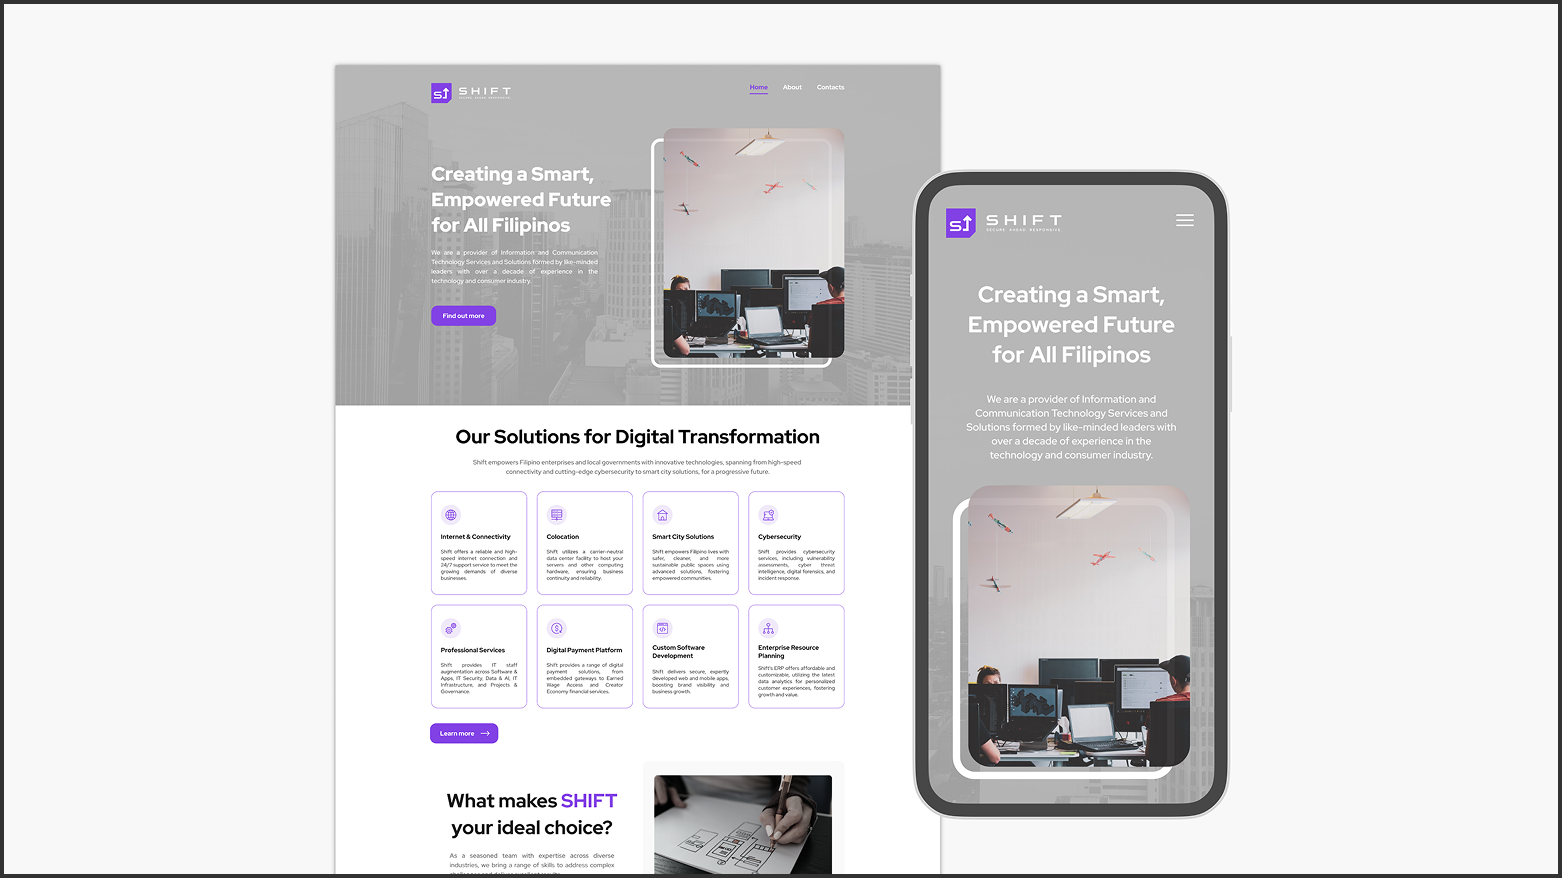 SHIFT
SECURE AHEAD RESPONSIVE
Home About Contacts
Creating a Smart,
Empowered Future
for All Filipinos
We are a provider of Information and Communication
Technology Services and Solutions formed by like-minded
leaders with over a decade of experience in the
technology and consumer industry.
Find out more
Our Solutions for Digital Transformation
Shift empowers Filipino enterprises and local governments with innovative technologies, spanning from high-speed
connectivity and cutting-edge cybersecurity to smart city solutions, for a progressive future.
Internet & Connectivity
Shift offers a reliable and high-
speed internet connection and
24/7 support service to meet the
growing demands of diverse
businesses.
Colocation
Shift utilizes a carrier-neutral
data center facility to host your
servers and other computing
hardware, ensuring business
continuity and reliability.
Smart City Solutions
Shift empowers Filipino lives with
safer, cleaner, and more
sustainable public spaces using
advanced solutions, fostering
empowered communities.
Cybersecurity
Shift provides cybersecurity
services, including vulnerability
assessments, cyber threat
intelligence, digital forensics, and
incident response.
Professional Services
Shift provides IT staff
augmentation across Software &
Apps, IT Security, Data & AI, IT
Infrastructure, and Projects &
Governance.
Digital Payment Platform
Shift provides a range of digital
payment solutions, from
embedded gateways to Earned
Wage Access and Creator
Economy financial services.
Custom Software
Development
Shift delivers secure, expertly
developed web and mobile apps,
boosting brand visibility and
business growth.
Enterprise Resource
Planning
Shift's ERP offers affordable and
customizable, utilizing the latest
data analytics for personalized
customer experiences, fostering
growth and value.
Learn more
What makes SHIFT
your ideal choice?
As a seasoned team with expertise across diverse
industries, we bring a range of skills to address complex
SHIFT
SECURE AHEAD RESPONSIVE
Creating a Smart,
Empowered Future
for All Filipinos
We are a provider of Information and
Communication Technology Services and
Solutions formed by like-minded leaders with
over a decade of experience in the
technology and consumer industry.